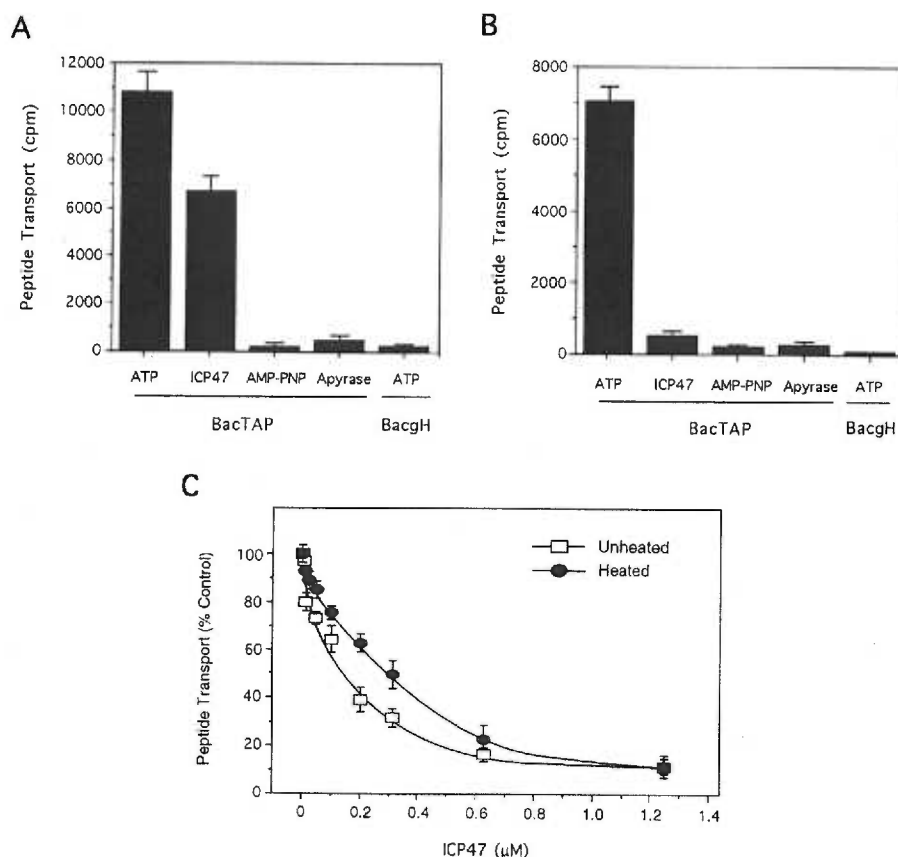 A
Peptide Transport (cpm)
12000
10000
8000
6000
4000
2000
0
ATP ICP47 AMP-PNP Apyrase ATP
BacTAP BacgH
B
Peptide Transport (cpm)
8000
6000
4000
2000
0
ATP ICP47 AMP-PNP Apyrase ATP
BacTAP BacgH
C
Peptide Transport (% Control)
100
80
60
40
20
0
Unheated
Heated
0 0.2 0.4 0.6 0.8 1.0 1.2 1.4
ICP47 (µM)